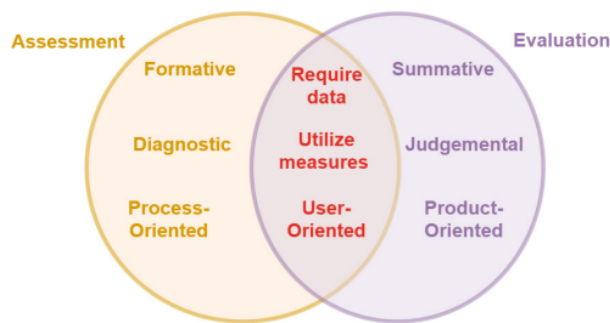 Assessment
Evaluation
Formative
Require
data
Summative
Diagnostic
Utilize
measures
Judgemental
Process-
Oriented
User-
Oriented
Product-
Oriented